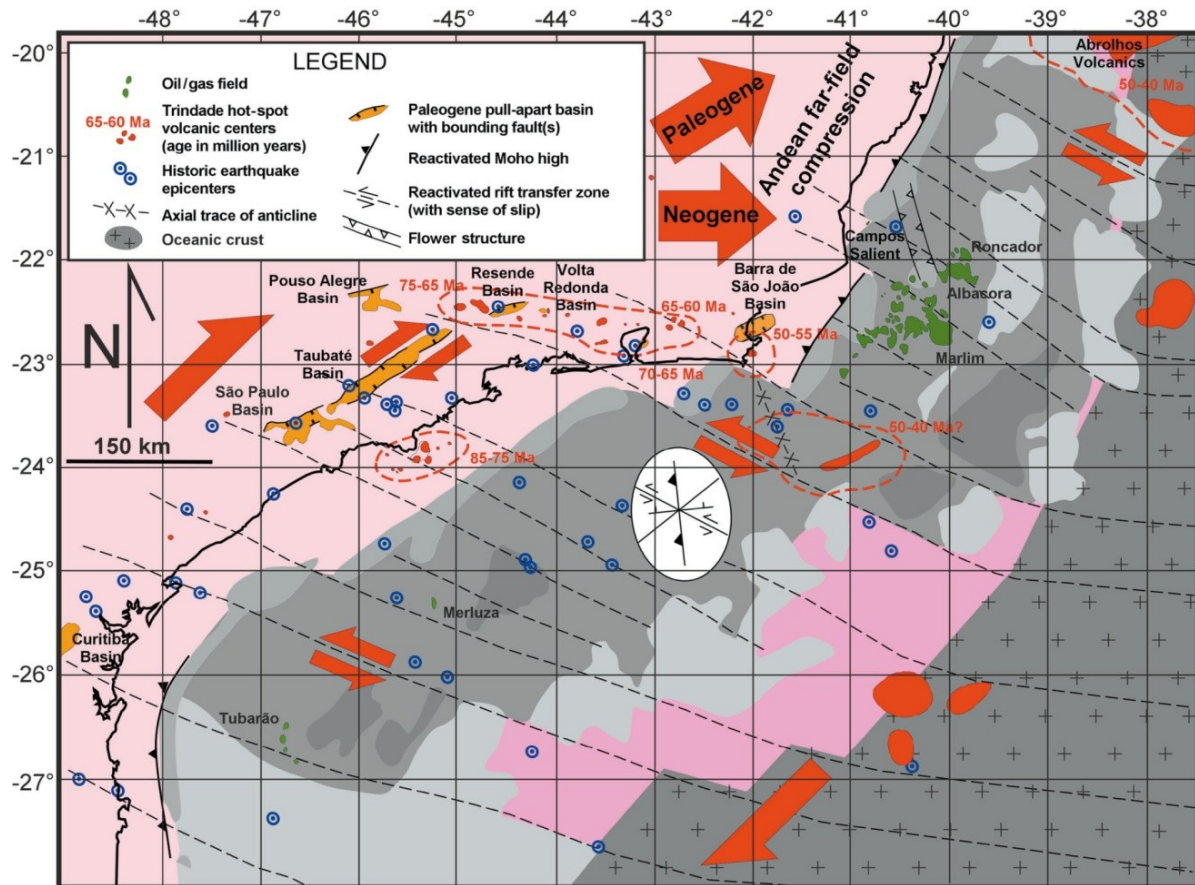 -48 -47 -46 -45 -44 -43 -42 -41 -40 -39 -38
-20°
-21°
-22°
-23°
-24°
-25°
-26°
-27°
LEGEND
Oil/gas field
65-60 Ma
Trindade hot-spot
volcanic centers
(age in million years)
Historic earthquake
epicenters
Axial trace of anticline
Oceanic crust
Paleogene pull-apart basin
with bounding fault(s)
Reactivated Moho high
Reactivated rift transfer zone
(with sense of slip)
Flower structure
Paleogene
Neogene
Andean far-field
compression
Abrolhos
Volcanics
50-40 Ma
Campos
Salient
Roncador
Albacora
Marlim
Pouso Alegre
Basin
75-65 Ma
Resende
Basin
Volta
Redonda
Basin
65-60 Ma
Barra de
São João
Basin
50-55 Ma
70-65 Ma
N
Taubaté
Basin
São Paulo
Basin
150 km
85-75 Ma
50-40 Ma?
Merluza
Curitiba
Basin
Tubarão